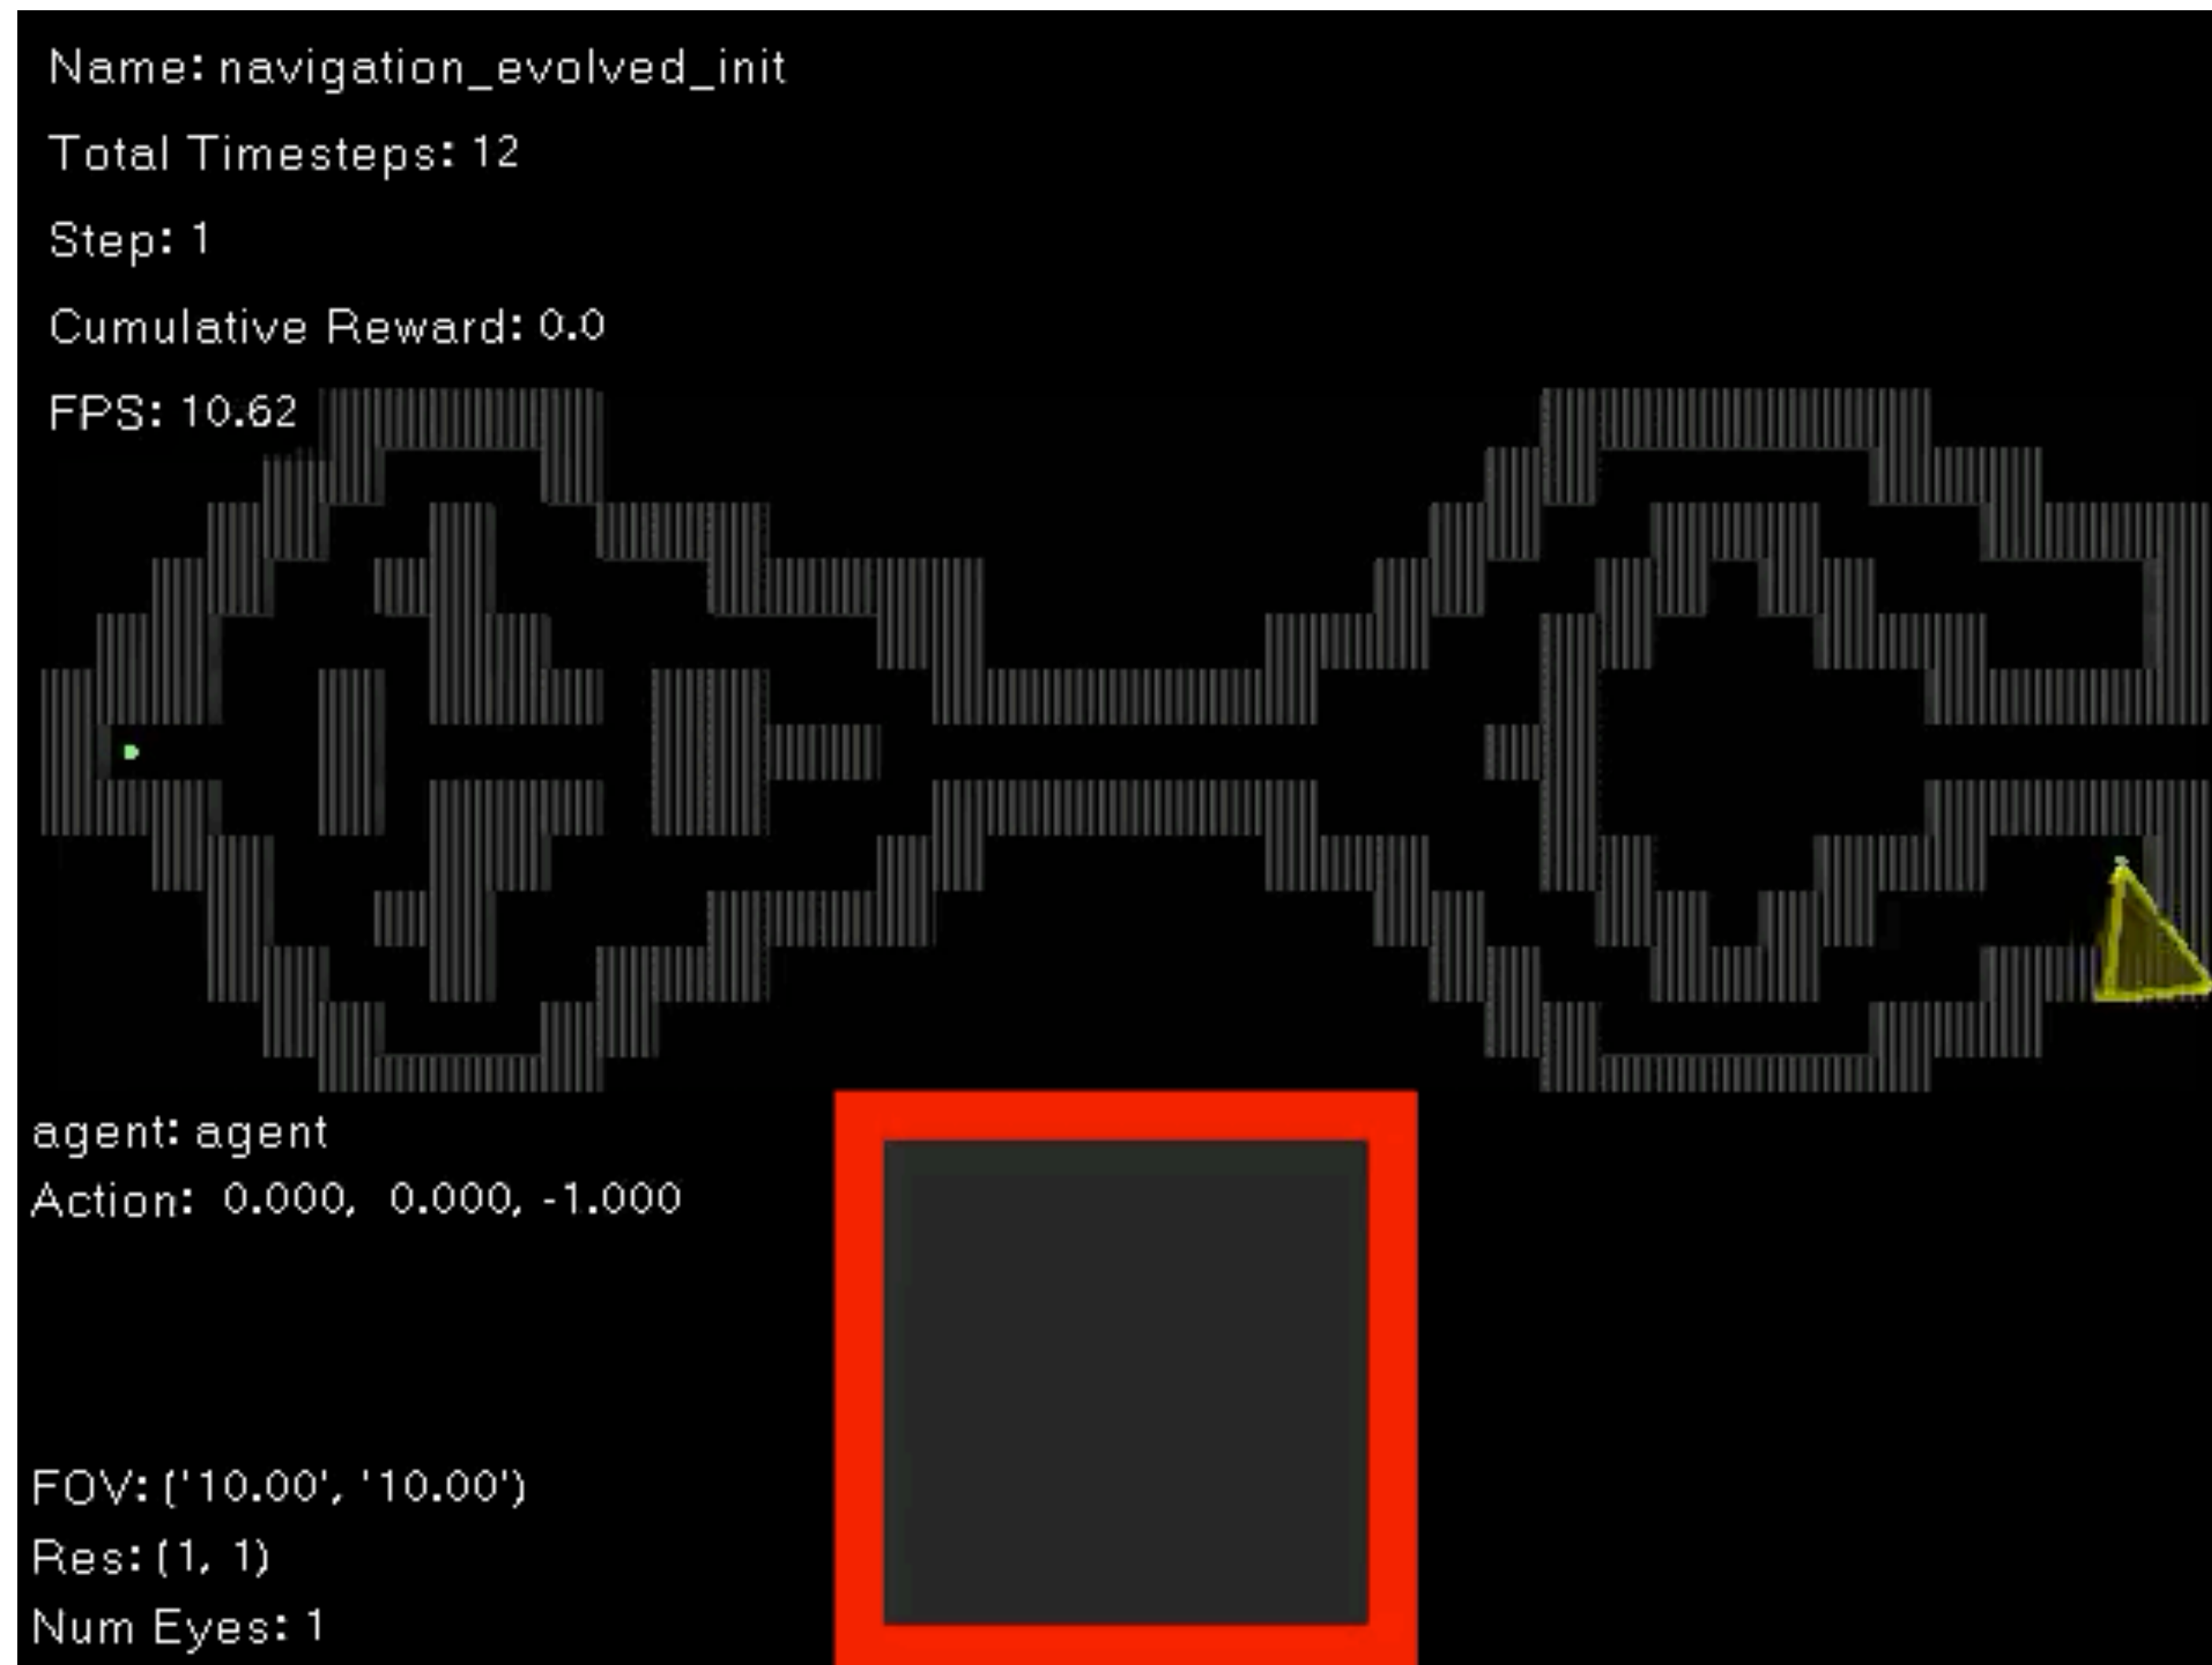 Name: navigation_evolved_init
Total Timesteps: 12
Step: 1
Cumulative Reward: 0.0
FPS: 10.62
agent: agent
Action: 0.000, 0.000, -1.000
FOV: ('10.00', '10.00')
Res: (1, 1)
Num Eyes: 1